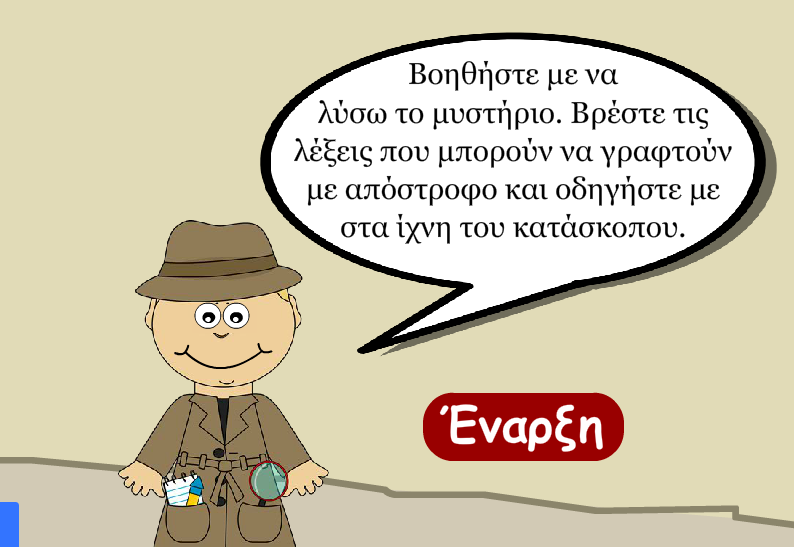 Βοηθήστε με να
λύσω το μυστήριο. Βρέστε τις
λέξεις που μπορούν να γραφτούν
με απόστροφο και οδηγήστε με
στα ίχνη του κατάσκοπου.
Έναρξη